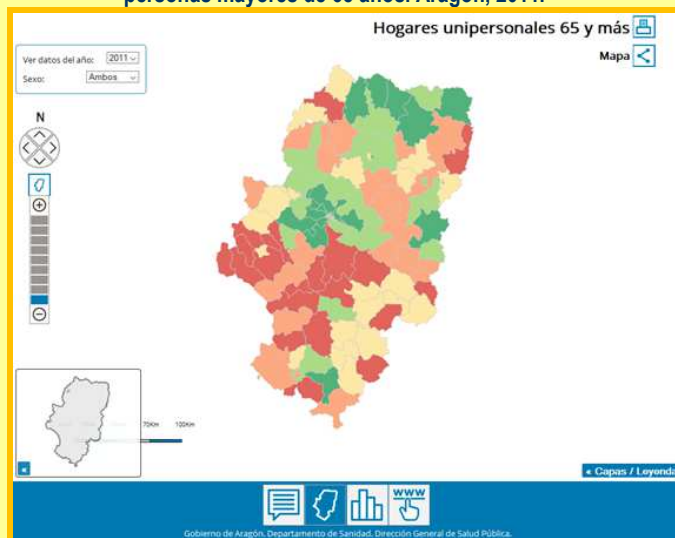 personas mayores de 65 años. Aragón, 2011.
Hogares unipersonales 65 y más
Ver datos del año: 2011
Sexo: Ambos
Mapa
N
70Km 100Km
« Capas / Leyenda
«
www
Gobierno de Aragón. Departamento de Sanidad. Dirección General de Salud Pública.